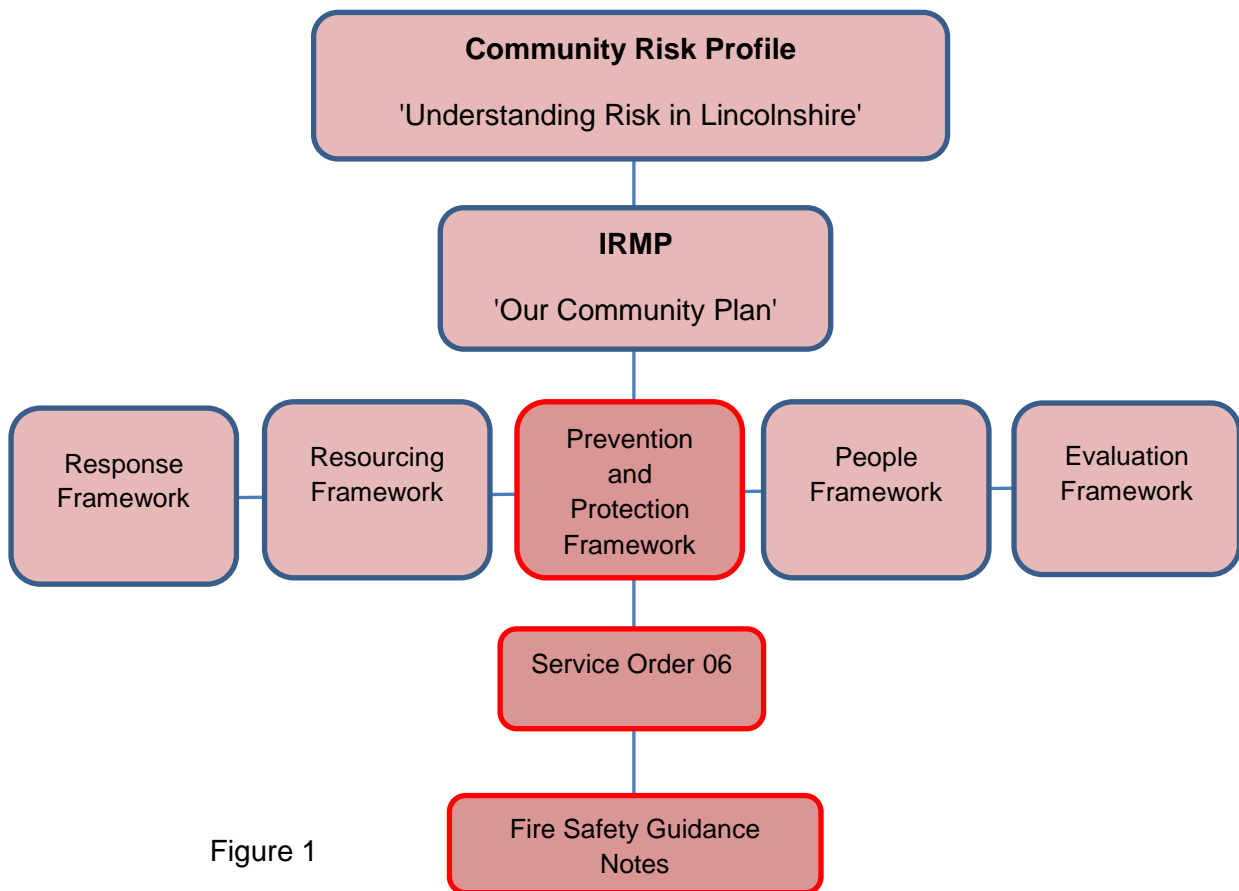 Community Risk Profile
'Understanding Risk in Lincolnshire'
IRMP
'Our Community Plan'
Response
Framework
Resourcing
Framework
Prevention
and
Protection
Framework
People
Framework
Evaluation
Framework
Service Order 06
Fire Safety Guidance
Notes
Figure 1